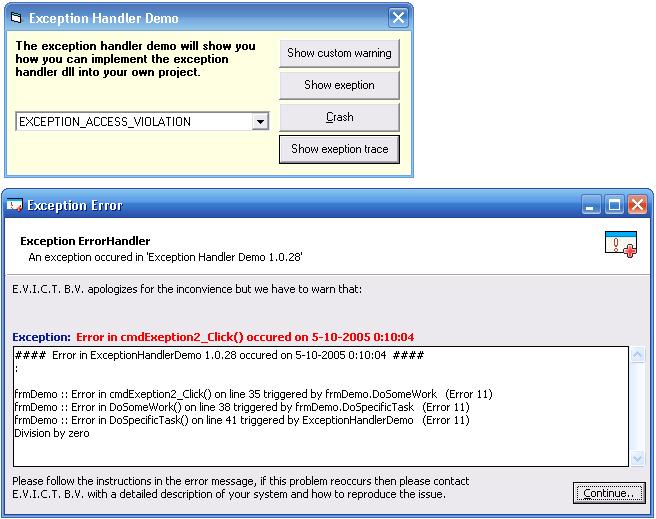 Exception Handler Demo
The exception handler demo will show you
how you can implement the exception
handler dll into your own project.
EXCEPTION_ACCESS_VIOLATION
Show custom warning
Show exeption
Crash
Show exeption trace
Exception Error
Exception ErrorHandler
An exception occured in 'Exception Handler Demo 1.0.28'
E.V.I.C.T. B.V. apologizes for the inconvience but we have to warn that:
Exception: Error in cmdExeption2_Click() occured on 5-10-2005 0:10:04
#### Error in ExceptionHandlerDemo 1.0.28 occured on 5-10-2005 0:10:04 ####
:
frmDemo :: Error in cmdExeption2_Click() on line 35 triggered by frmDemo.DoSomeWork (Error 11)
frmDemo :: Error in DoSomeWork() on line 38 triggered by frmDemo.DoSpecificTask (Error 11)
frmDemo :: Error in DoSpecificTask() on line 41 triggered by ExceptionHandlerDemo (Error 11)
Division by zero
Please follow the instructions in the error message, if this problem reoccurs then please contact
E.V.I.C.T. B.V. with a detailed description of your system and how to reproduce the issue.
Continue..